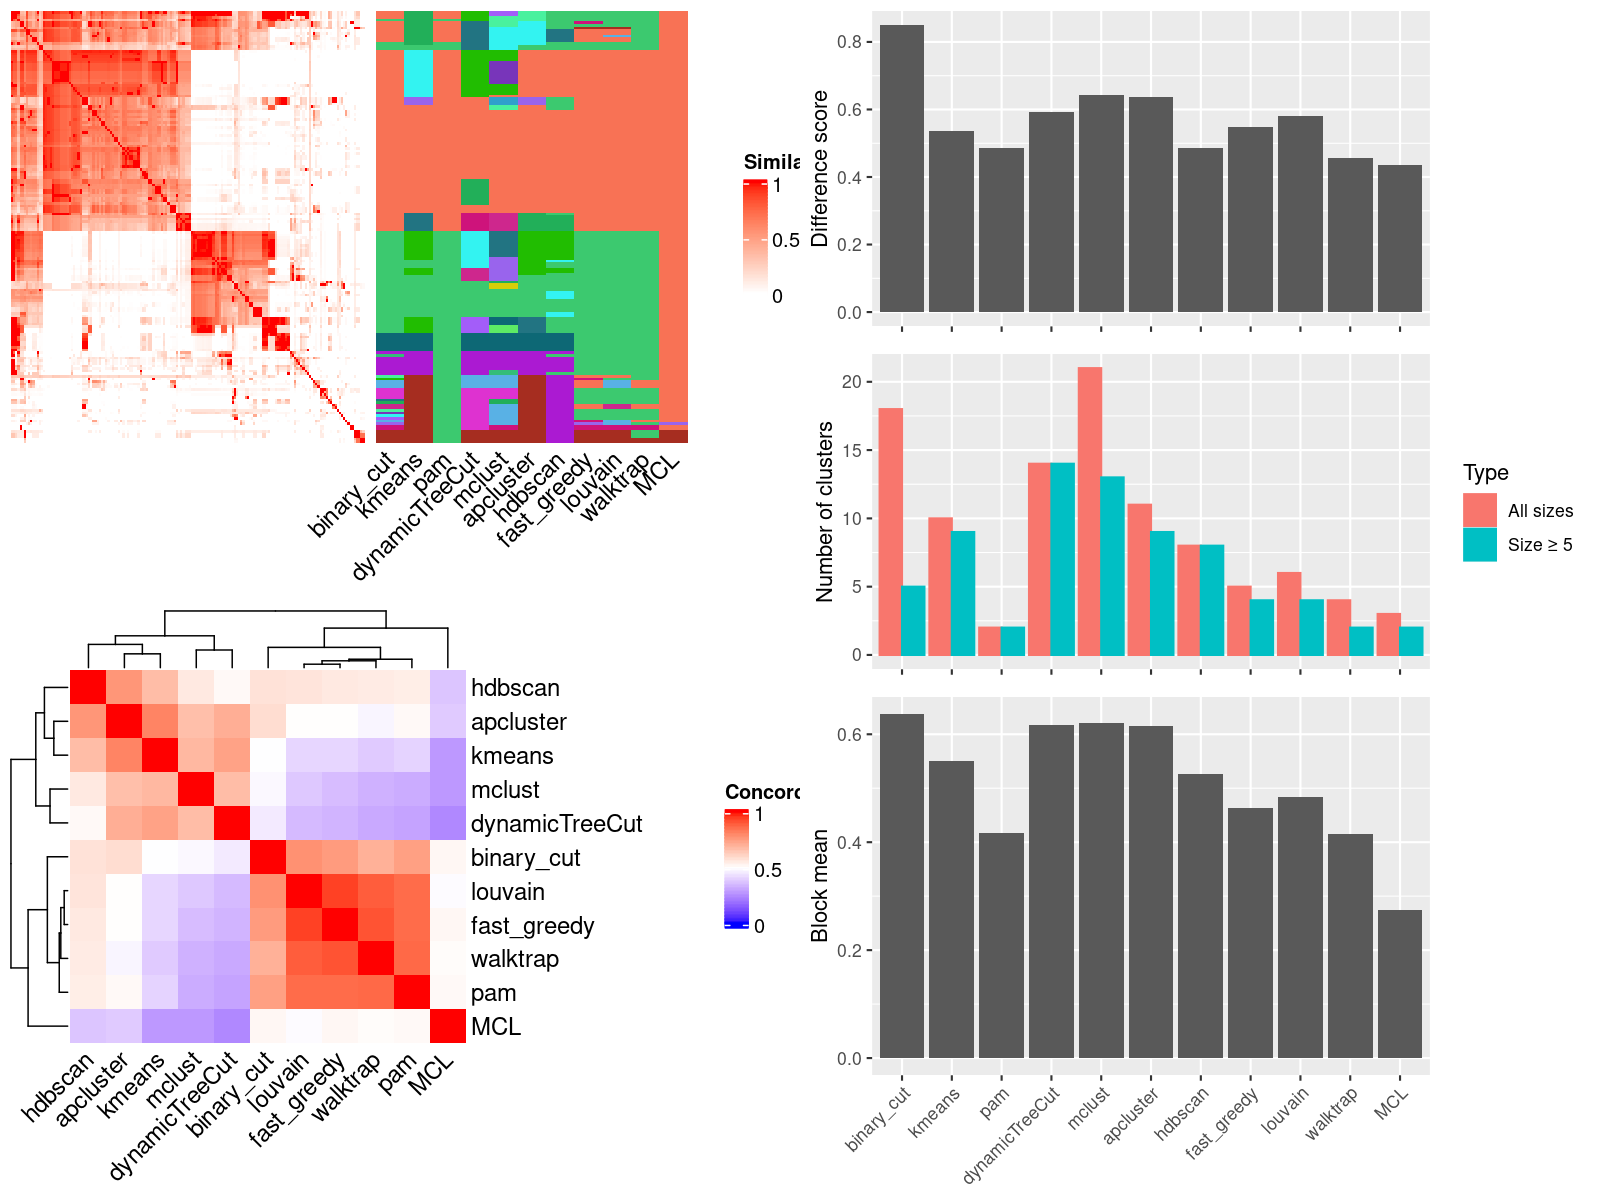 Simila
1
0.5
0
binary_cut
kmeans
pam
dynamicTreeCut
mclust
apcluster
hdbscan
fast_greedy
louvain
walktrap
MCL
hdbscan
apcluster
kmeans
mclust
dynamicTreeCut
binary_cut
louvain
fast_greedy
walktrap
pam
MCL
Concord
1
0.5
0
hdbscan
apcluster
kmeans
mclust
dynamicTreeCut
binary_cut
louvain
fast_greedy
walktrap
pam
MCL
Difference score
0.8
0.6
0.4
0.2
0.0
Number of clusters
20
15
10
5
0
Type
All sizes
Size ≥ 5
Block mean
0.6
0.4
0.2
0.0
binary_cut
kmeans
pam
dynamicTreeCut
mclust
apcluster
hdbscan
fast_greedy
louvain
walktrap
MCL